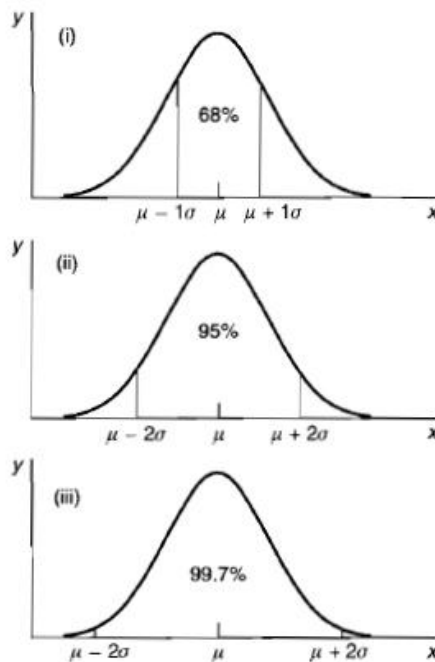 y (i)
68%
μ − 1σ μ μ + 1σ x
y (ii)
95%
μ − 2σ μ μ + 2σ x
y (iii)
99.7%
μ − 2σ μ μ + 2σ x